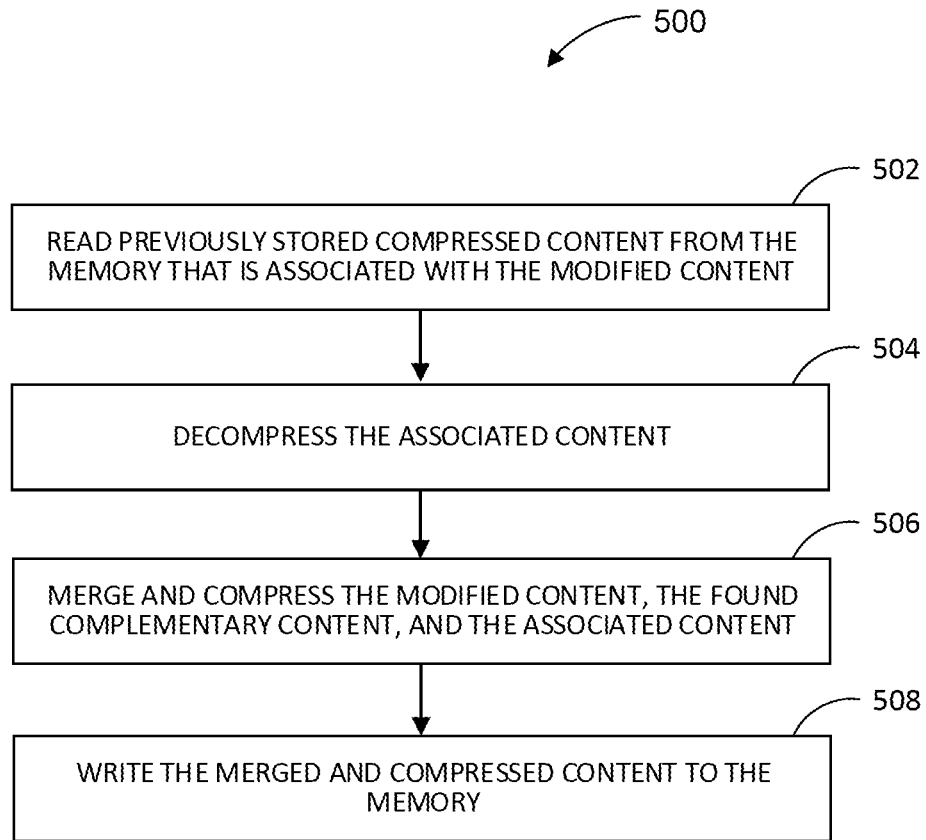 500
502
READ PREVIOUSLY STORED COMPRESSED CONTENT FROM THE
MEMORY THAT IS ASSOCIATED WITH THE MODIFIED CONTENT
504
DECOMPRESS THE ASSOCIATED CONTENT
506
MERGE AND COMPRESS THE MODIFIED CONTENT, THE FOUND
COMPLEMENTARY CONTENT, AND THE ASSOCIATED CONTENT
508
WRITE THE MERGED AND COMPRESSED CONTENT TO THE
MEMORY